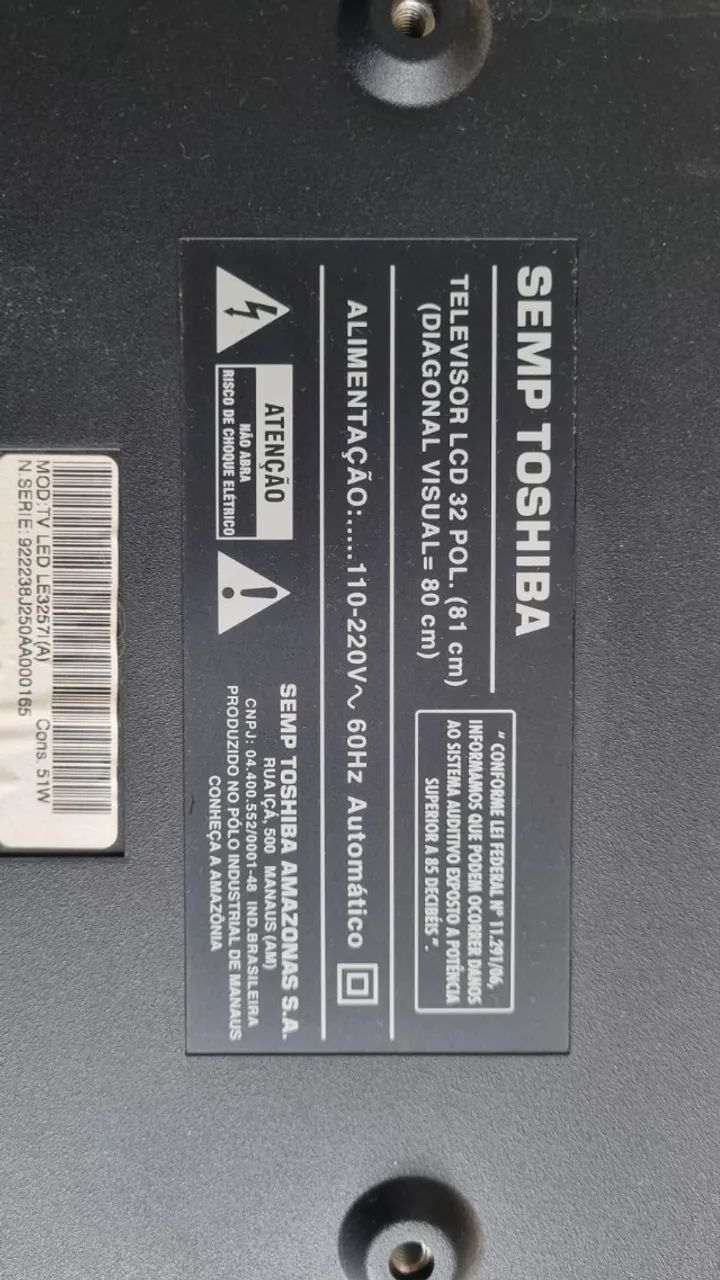 SEMP TOSHIBA
TELEVISOR LCD 32 POL. (81 cm)
(DIAGONAL VISUAL= 80 cm)
" CONFORME LEI FEDERAL Nº 11.291/06,
INFORMAMOS QUE PODEM OCORRER DANOS
AO SISTEMA AUDITIVO EXPOSTO A POTÊNCIA
SUPERIOR A 85 DECIBÉIS ".
ALIMENTAÇÃO:.....110-220V∿ 60Hz Automático
ATENÇÃO
NÃO ABRA
RISCO DE CHOQUE ELÉTRICO
SEMP TOSHIBA AMAZONAS S.A.
RUA IÇÁ, 500 MANAUS (AM)
CNPJ: 04.400.552/0001-48 IND.BRASILEIRA
PRODUZIDO NO PÓLO INDUSTRIAL DE MANAUS
CONHEÇA A AMAZÔNIA
MOD:TV LED LE3257(A) Cons. 51W
N.SERIE: 922238J250AA000165